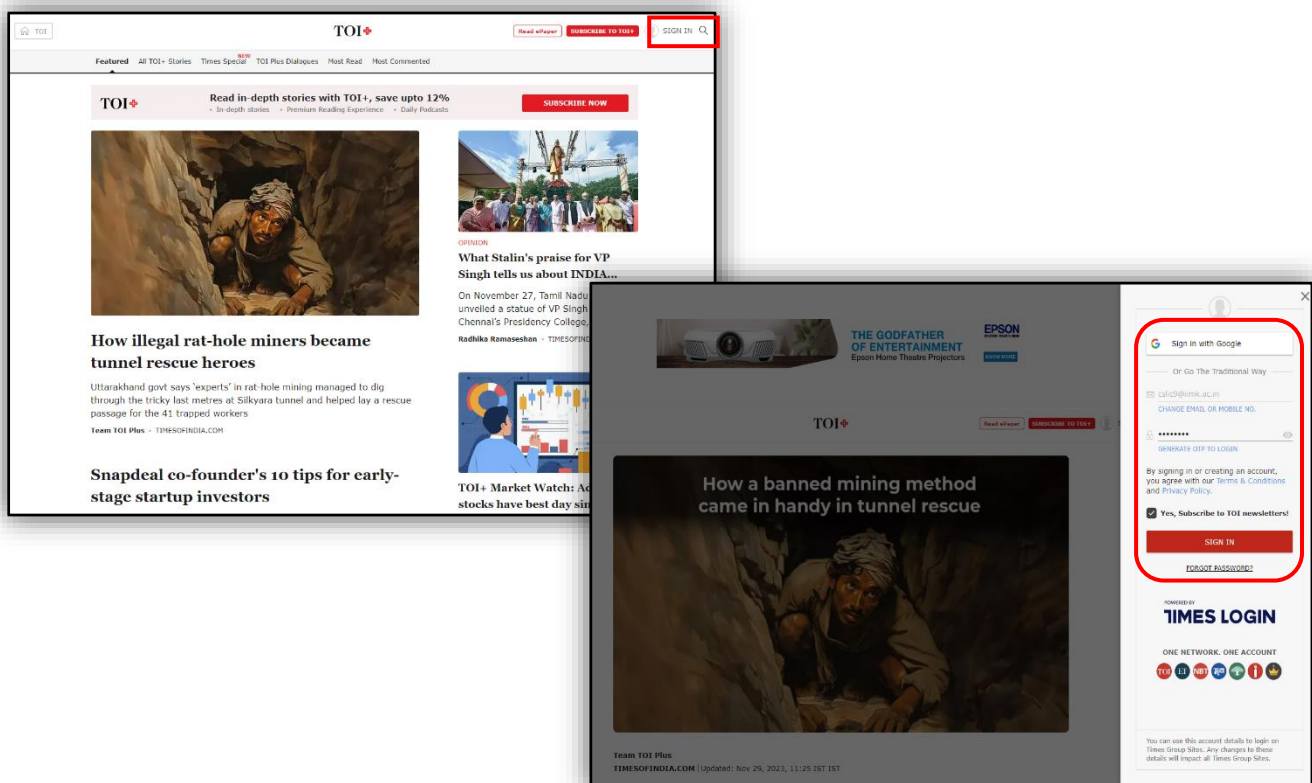 TOI
TOI+
Read ePaper
SUBSCRIBE TO TOI+
SIGN IN
NEW
Featured All TOI+ Stories Times Special TOI Plus Dialogues Most Read Most Commented
TOI+
Read in-depth stories with TOI+, save upto 12%
• In-depth stories • Premium Reading Experience • Daily Podcasts
SUBSCRIBE NOW
How illegal rat-hole miners became
tunnel rescue heroes
Uttarakhand govt says 'experts' in rat-hole mining managed to dig
through the tricky last metres at Silkyara tunnel and helped lay a rescue
passage for the 41 trapped workers
Team TOI Plus - TIMESOFINDIA.COM
Snapdeal co-founder's 10 tips for early-
stage startup investors
OPINION
What Stalin's praise for VP
Singh tells us about INDIA...
On November 27, Tamil Nadu
unveiled a statue of VP Singh
Chennai's Presidency College,
Radhika Ramaseshan - TIMESOFIND
TOI+ Market Watch: Ad
stocks have best day sin
THE GODFATHER
OF ENTERTAINMENT
Epson Home Theatre Projectors
EPSON
KNOW MORE
TOI+
Read ePaper
SUBSCRIBE TO TOI+
How a banned mining method
came in handy in tunnel rescue
Team TOI Plus
TIMESOFINDIA.COM | Updated: Nov 29, 2023, 11:25 IST IST
Sign in with Google
Or Go The Traditional Way
CHANGE EMAIL OR MOBILE NO.
GENERATE OTP TO LOGIN
By signing in or creating an account,
you agree with our Terms & Conditions
and Privacy Policy.
Yes, Subscribe to TOI newsletters!
SIGN IN
FORGOT PASSWORD?
POWERED BY
TIMES LOGIN
ONE NETWORK. ONE ACCOUNT
TOI ET NBT
You can use this account details to login on
Times Group Sites. Any changes to these
details will impact all Times Group Sites.